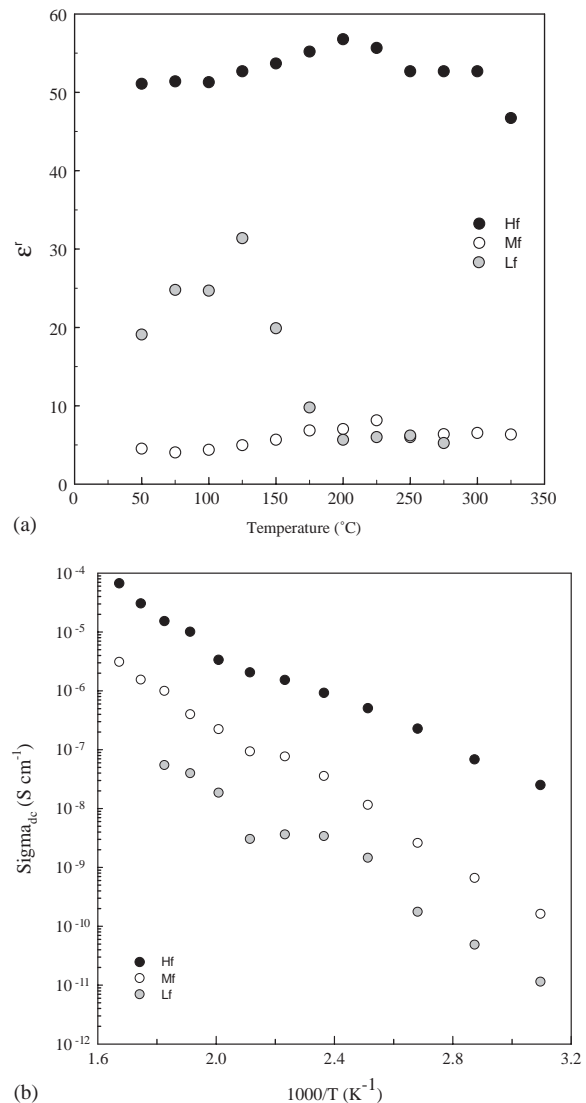 60
50
40
30
20
10
0
εʳ
Hf
Mf
Lf
0 50 100 150 200 250 300 350
(a)
Temperature (°C)
10⁻⁴
10⁻⁵
10⁻⁶
10⁻⁷
10⁻⁸
10⁻⁹
10⁻¹⁰
10⁻¹¹
10⁻¹²
Sigma_dc (S cm⁻¹)
Hf
Mf
Lf
1.6 2.0 2.4 2.8 3.2
(b)
1000/T (K⁻¹)